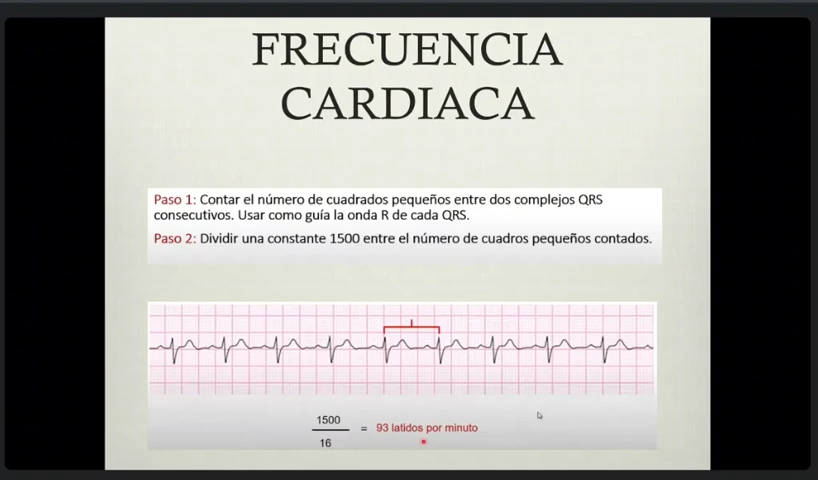 FRECUENCIA
CARDIACA
Paso 1: Contar el número de cuadrados pequeños entre dos complejos QRS
consecutivos. Usar como guía la onda R de cada QRS.
Paso 2: Dividir una constante 1500 entre el número de cuadros pequeños contados.
1500
= 93 latidos por minuto
16